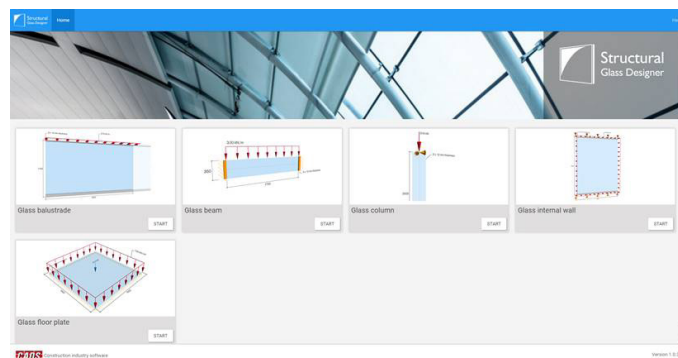 Structural
Glass Designer
Home
Structural
Glass Designer
Glass balustrade
START
Glass beam
START
Glass column
START
Glass internal wall
START
Glass floor plate
START
CADS Construction industry software